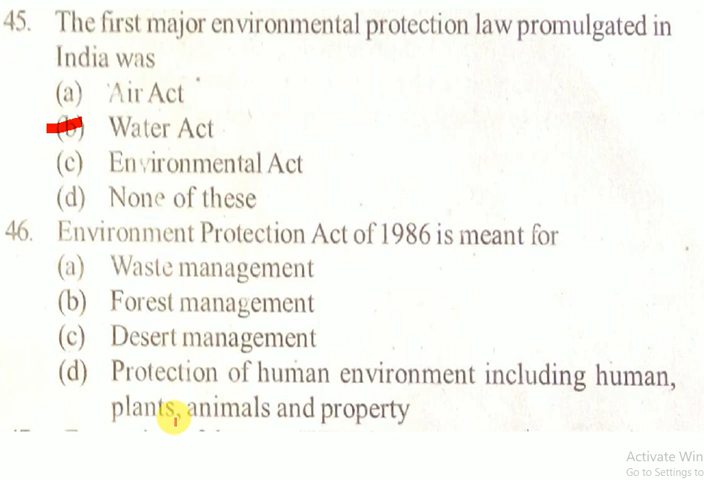 45. The first major environmental protection law promulgated in
India was
(a) Air Act
(b) Water Act
(c) Environmental Act
(d) None of these
46. Environment Protection Act of 1986 is meant for
(a) Waste management
(b) Forest management
(c) Desert management
(d) Protection of human environment including human,
plants, animals and property
Activate Win
Go to Settings to